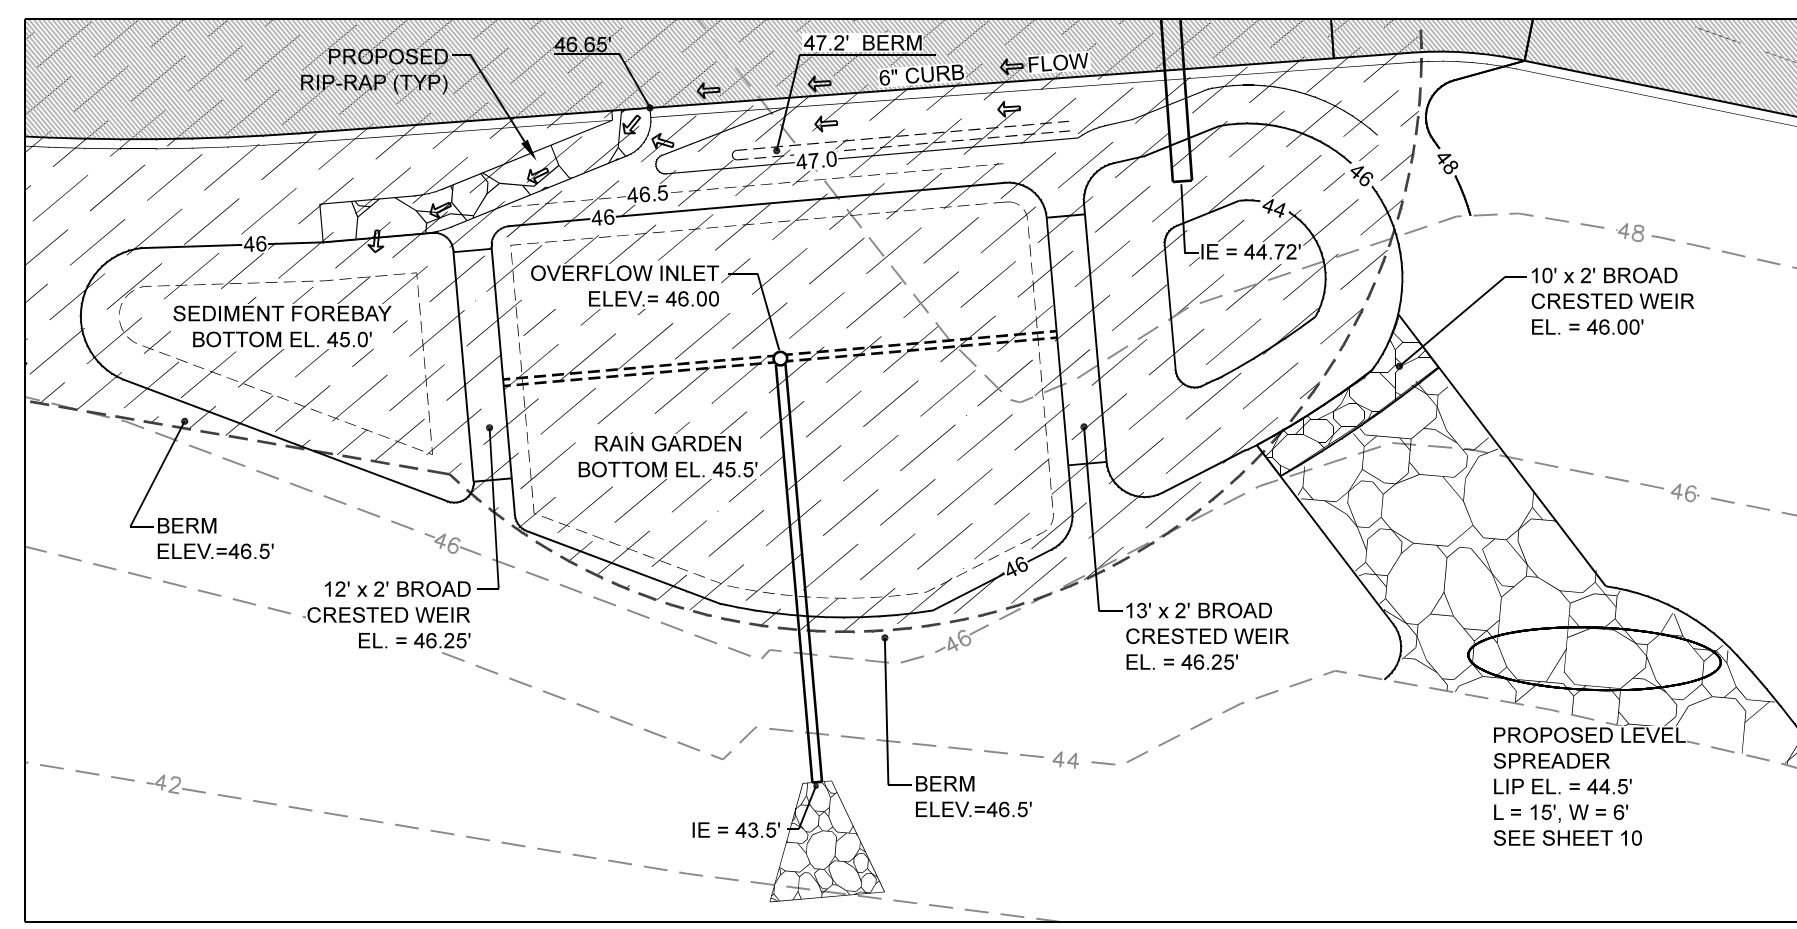 PROPOSED
RIP-RAP (TYP)
46.65'
47.2' BERM
6" CURB
FLOW
48
46
44
48
47.0
46.5
46
46
IE = 44.72'
OVERFLOW INLET
ELEV.= 46.00
10' x 2' BROAD
CRESTED WEIR
EL. = 46.00'
SEDIMENT FOREBAY
BOTTOM EL. 45.0'
RAIN GARDEN
BOTTOM EL. 45.5'
46
BERM
ELEV.=46.5'
46
46
12' x 2' BROAD
CRESTED WEIR
EL. = 46.25'
46
13' x 2' BROAD
CRESTED WEIR
EL. = 46.25'
44
42
BERM
ELEV.=46.5'
IE = 43.5'
PROPOSED LEVEL
SPREADER
LIP EL. = 44.5'
L = 15', W = 6'
SEE SHEET 10